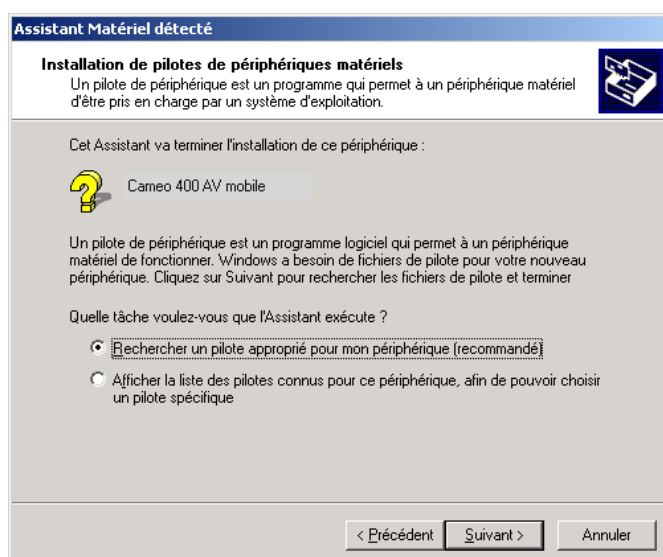 Assistant Matériel détecté
Installation de pilotes de périphériques matériels
Un pilote de périphérique est un programme qui permet à un périphérique matériel
d'être pris en charge par un système d'exploitation.
Cet Assistant va terminer l'installation de ce périphérique :
Cameo 400 AV mobile
Un pilote de périphérique est un programme logiciel qui permet à un périphérique
matériel de fonctionner. Windows a besoin de fichiers de pilote pour votre nouveau
périphérique. Cliquez sur Suivant pour rechercher les fichiers de pilote et terminer
Quelle tâche voulez-vous que l'Assistant exécute ?
Rechercher un pilote approprié pour mon périphérique (recommandé)
Afficher la liste des pilotes connus pour ce périphérique, afin de pouvoir choisir
un pilote spécifique
< Précédent Suivant > Annuler